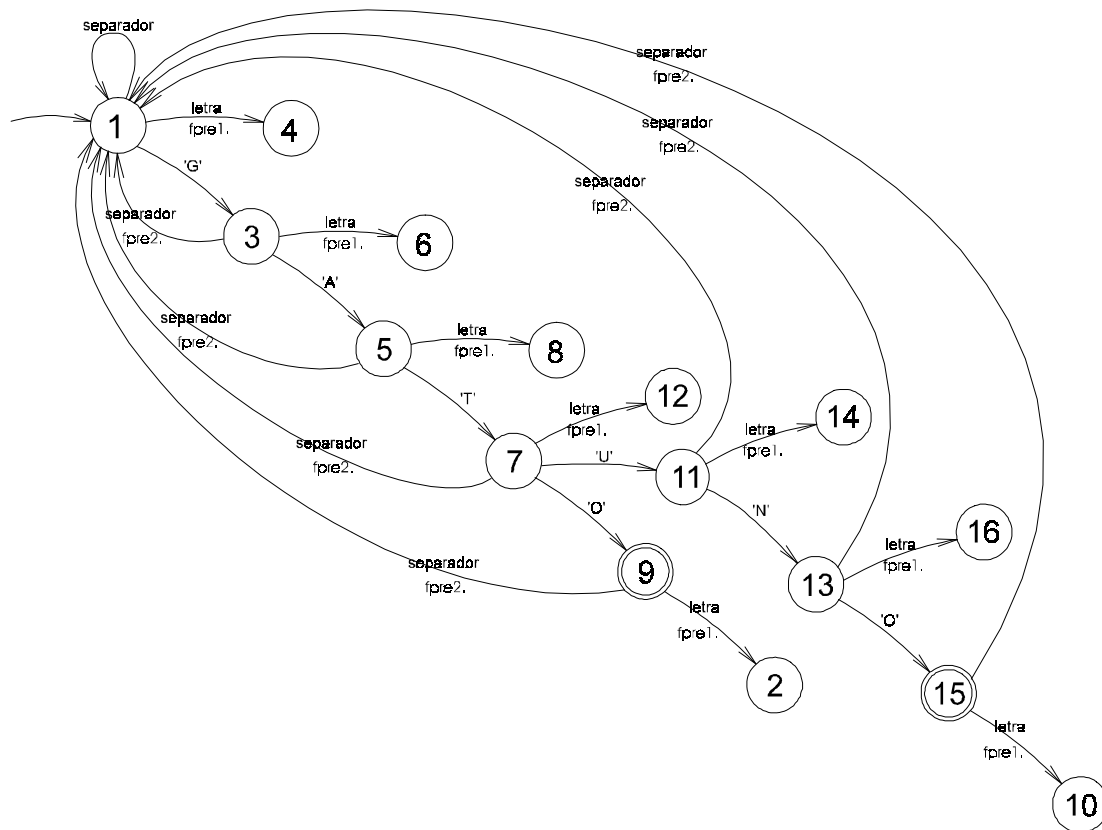 separador
separador
fpre2.
1
letra
fpre1.
4
separador
fpre2.
'G'
separador
fpre2.
separador
fpre2.
3
letra
fpre1.
6
'A'
separador
fpre2.
5
letra
fpre1.
8
'T'
12
letra
fpre1.
14
letra
fpre1.
separador
fpre2.
7
'U'
11
'O'
'N'
16
letra
fpre1.
separador
fpre2.
9
13
letra
fpre1.
'O'
2
15
letra
fpre1.
10